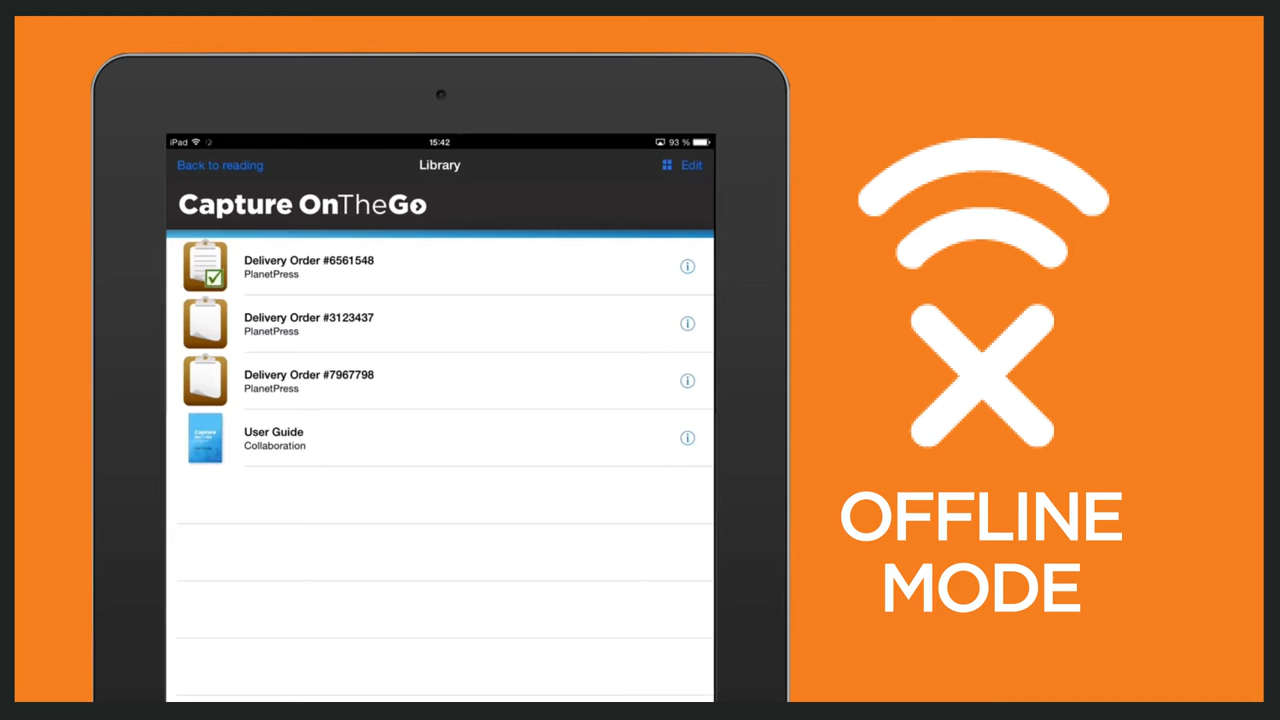 iPad 15:42 93 %
Back to reading Library Edit
Capture OnTheGo
Delivery Order #6561548
PlanetPress
Delivery Order #3123437
PlanetPress
Delivery Order #7967798
PlanetPress
Capture
User Guide
Collaboration
OFFLINE
MODE